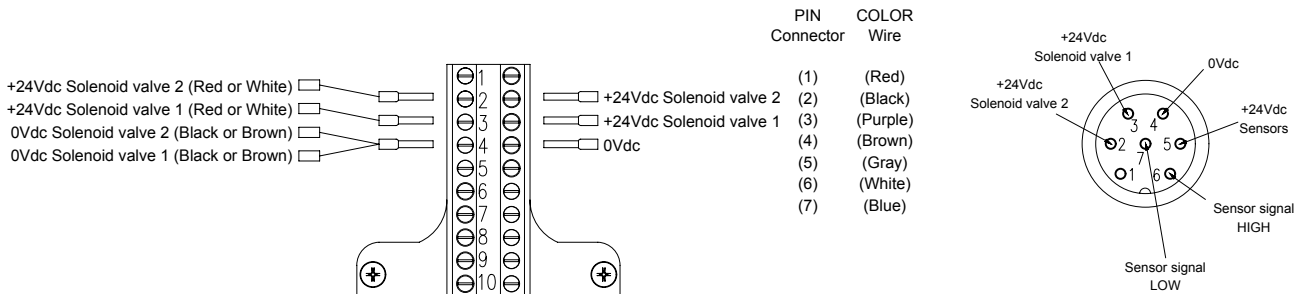 +24Vdc Solenoid valve 2 (Red or White)
+24Vdc Solenoid valve 1 (Red or White)
0Vdc Solenoid valve 2 (Black or Brown)
0Vdc Solenoid valve 1 (Black or Brown)
1
2
3
4
5
6
7
8
9
10
+24Vdc Solenoid valve 2
+24Vdc Solenoid valve 1
0Vdc
PIN COLOR
Connector Wire
(1) (Red)
(2) (Black)
(3) (Purple)
(4) (Brown)
(5) (Gray)
(6) (White)
(7) (Blue)
+24Vdc
Solenoid valve 1
0Vdc
+24Vdc
Solenoid valve 2
+24Vdc
Sensors
3 4
2 5
7
1 6
Sensor signal
HIGH
Sensor signal
LOW